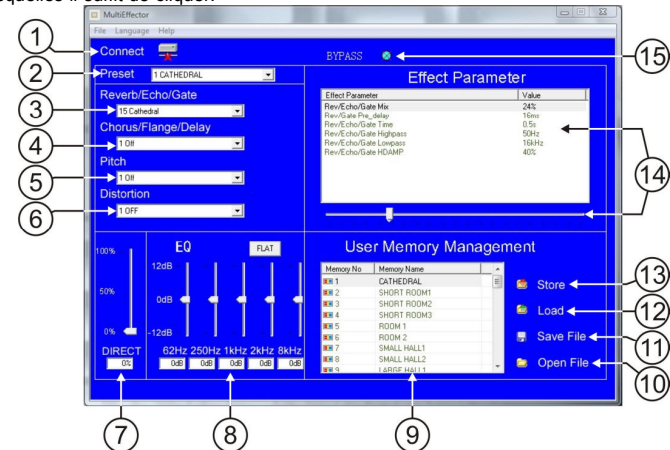 MultiEffector
File Language Help
Connect
BYPASS
Preset 1 CATHEDRAL
Effect Parameter
Reverb/Echo/Gate
15 Cathedral
Chorus/Flange/Delay
1 Off
Pitch
1 Off
Distortion
1 OFF
Effect Parameter Value
Rev/Echo/Gate Mix 24%
Rev/Gate Pre_delay 16ms
Rev/Echo/Gate Time 0.5s
Rev/Echo/Gate Highpass 50Hz
Rev/Echo/Gate Lowpass 16kHz
Rev/Echo/Gate HDAMP 40%
EQ FLAT
100%
50%
0%
12dB
0dB
-12dB
DIRECT
0%
62Hz 250Hz 1kHz 2kHz 8kHz
0dB 0dB 0dB 0dB 0dB
User Memory Management
Memory No Memory Name
1 CATHEDRAL
2 SHORT ROOM1
3 SHORT ROOM2
4 SHORT ROOM3
5 ROOM 1
6 ROOM 2
7 SMALL HALL1
8 SMALL HALL2
9 LARGE HALL1
Store
Load
Save File
Open File
1
2
3
4
5
6
7
8
9
10
11
12
13
14
15